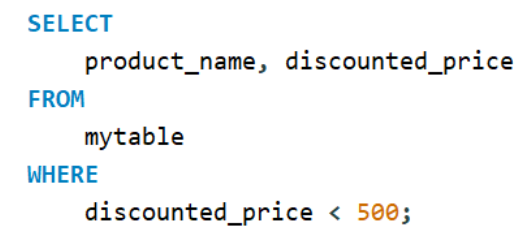 SELECT
    product_name, discounted_price
FROM
    mytable
WHERE
    discounted_price < 500;